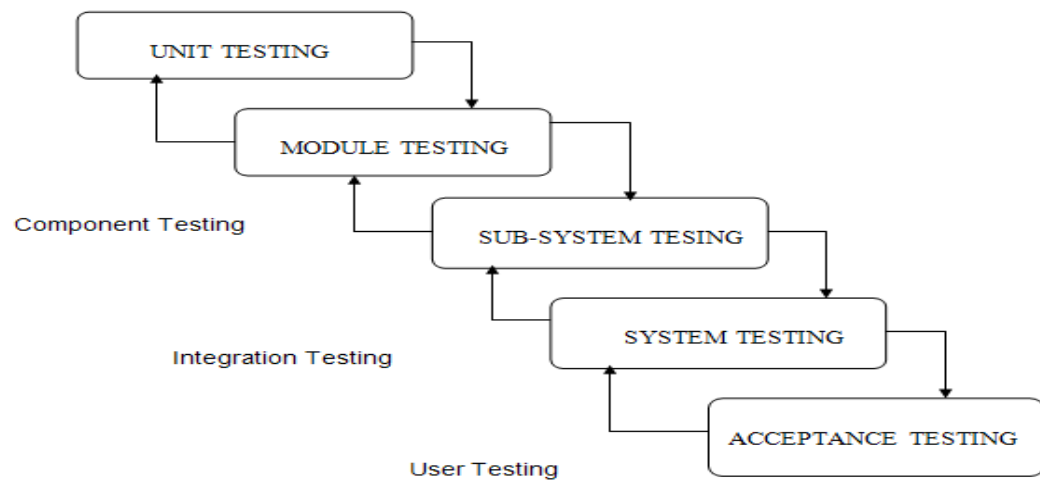 UNIT TESTING
MODULE TESTING
Component Testing
SUB-SYSTEM TESING
SYSTEM TESTING
Integration Testing
ACCEPTANCE TESTING
User Testing